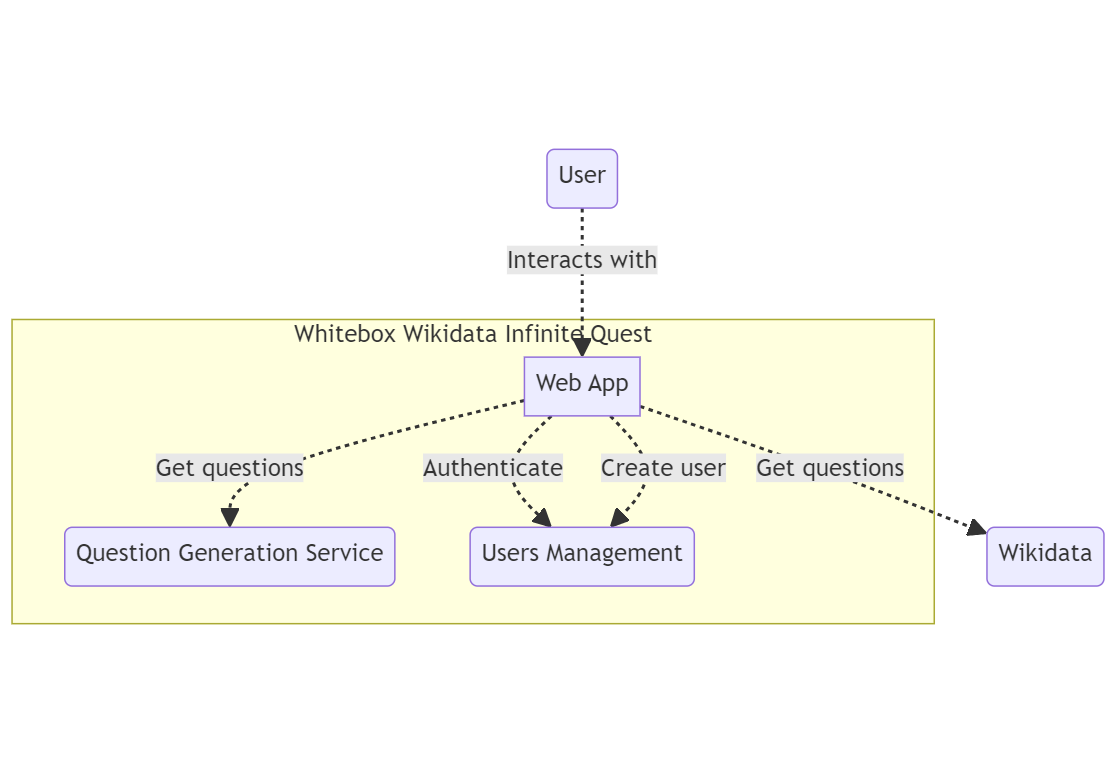 User
Interacts with
Whitebox Wikidata Infinite Quest
Web App
Get questions
Authenticate
Create user
Get questions
Question Generation Service
Users Management
Wikidata